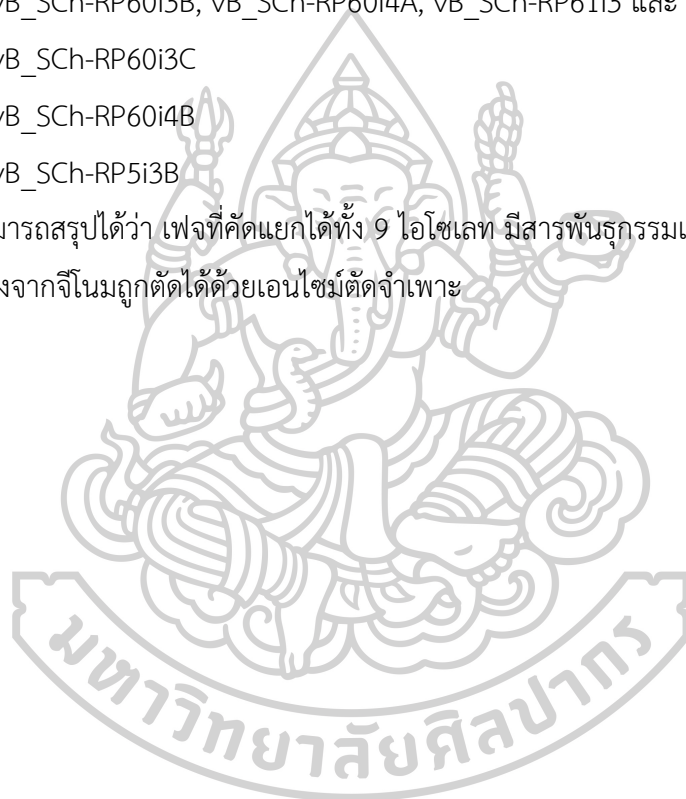 vB_SCh-RP60i3B, vB_SCh-RP60i4A, vB_SCh-RP61i3 และ
vB_SCh-RP60i3C
vB_SCh-RP60i4B
vB_SCh-RP5i3B
มารถสรุปได้ว่า เฟจที่คัดแยกได้ทั้ง 9 ไอโซเลท มีสารพันธุกรรมเ
งจากจีโนมถูกตัดได้ด้วยเอนไซม์ตัดจำเพาะ
มหาวิทยาลัยศิลปากร